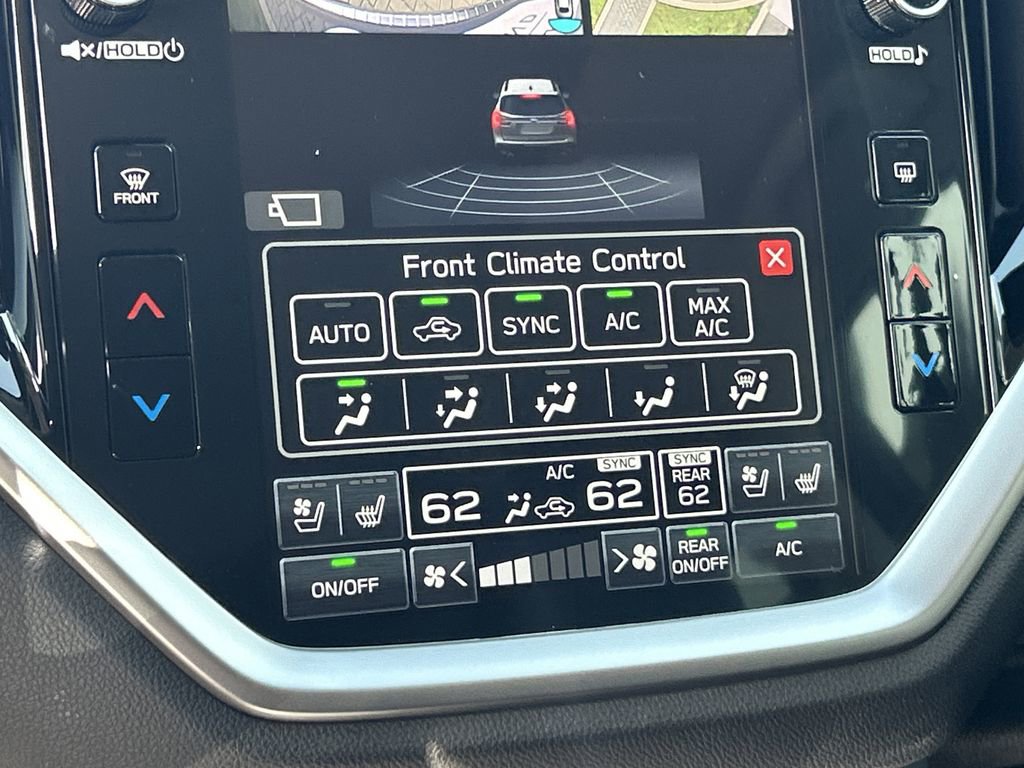 /HOLD
HOLD
FRONT
Front Climate Control
AUTO
SYNC
A/C
MAX
A/C
A/C
SYNC
62
62
SYNC
REAR
62
ON/OFF
REAR
ON/OFF
A/C